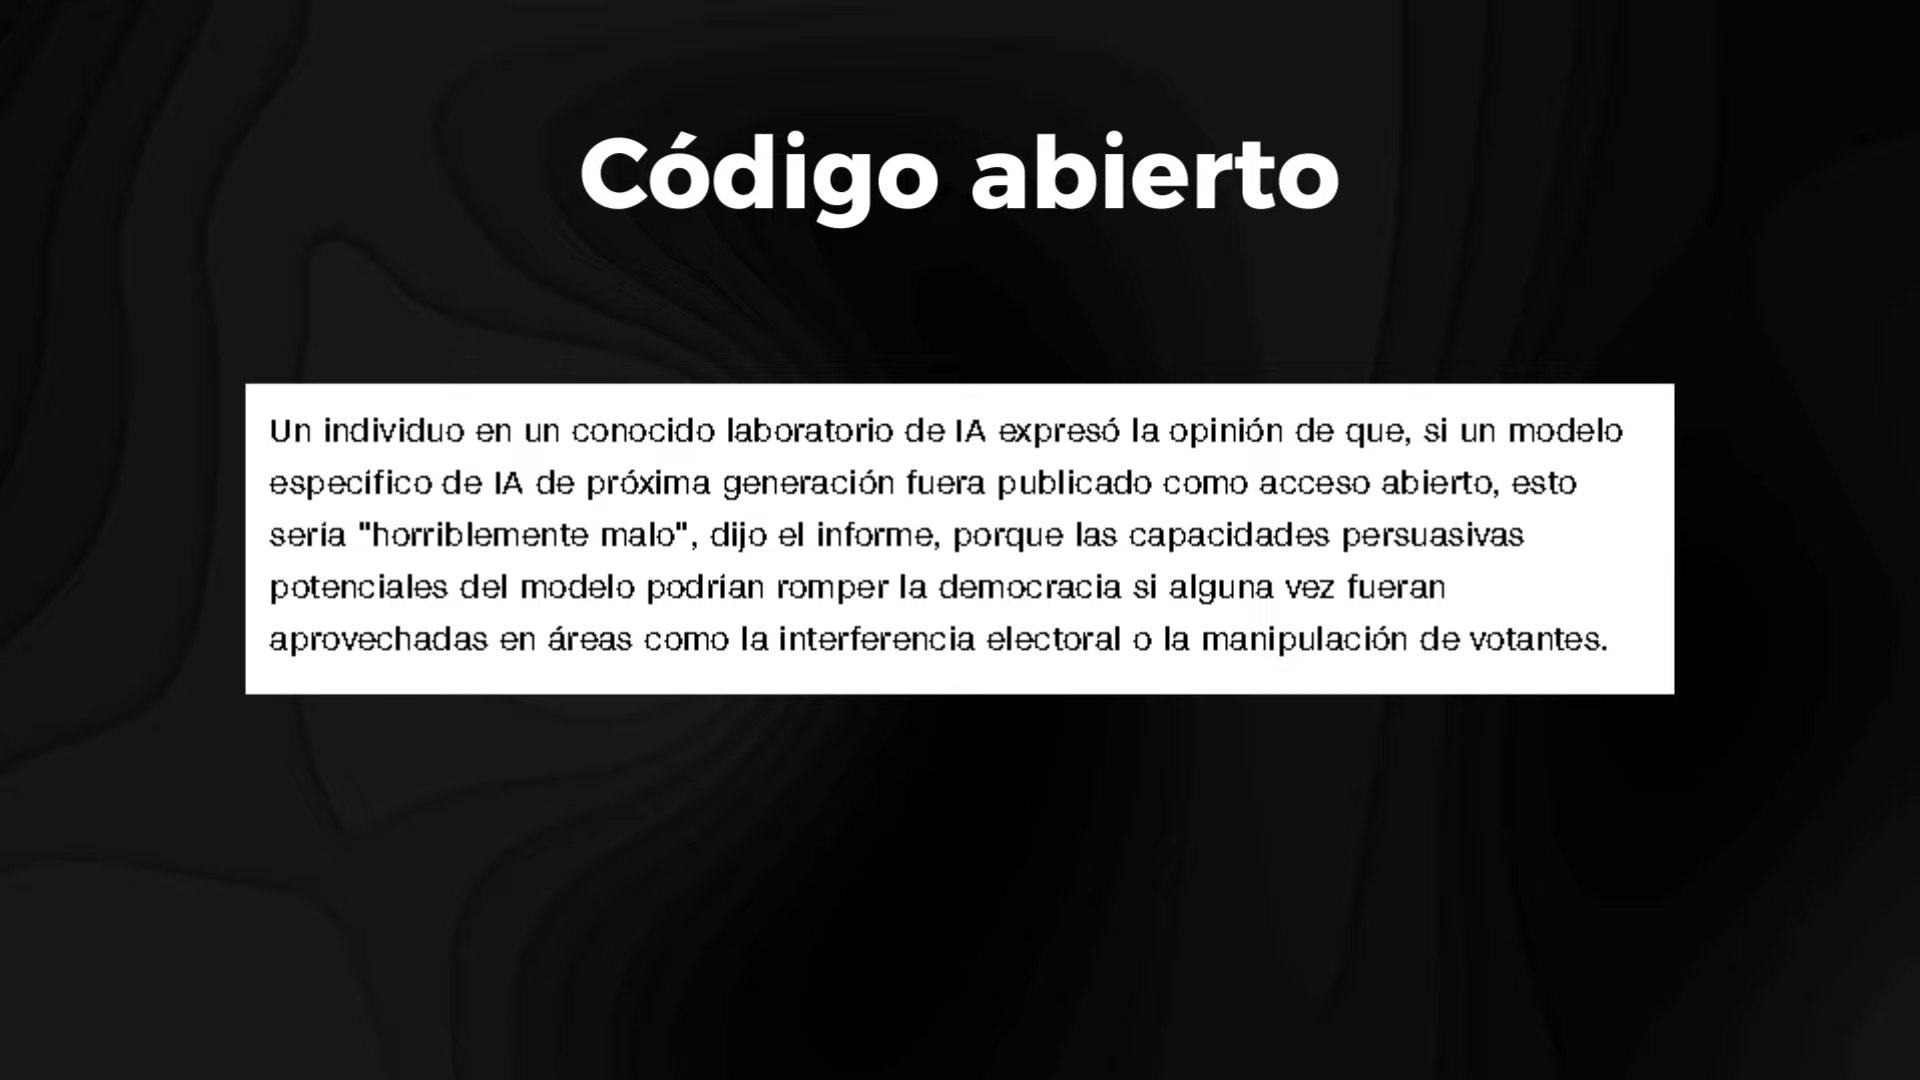 Código abierto
Un individuo en un conocido laboratorio de IA expresó la opinión de que, si un modelo
específico de IA de próxima generación fuera publicado como acceso abierto, esto
sería "horriblemente malo", dijo el informe, porque las capacidades persuasivas
potenciales del modelo podrían romper la democracia si alguna vez fueran
aprovechadas en áreas como la interferencia electoral o la manipulación de votantes.